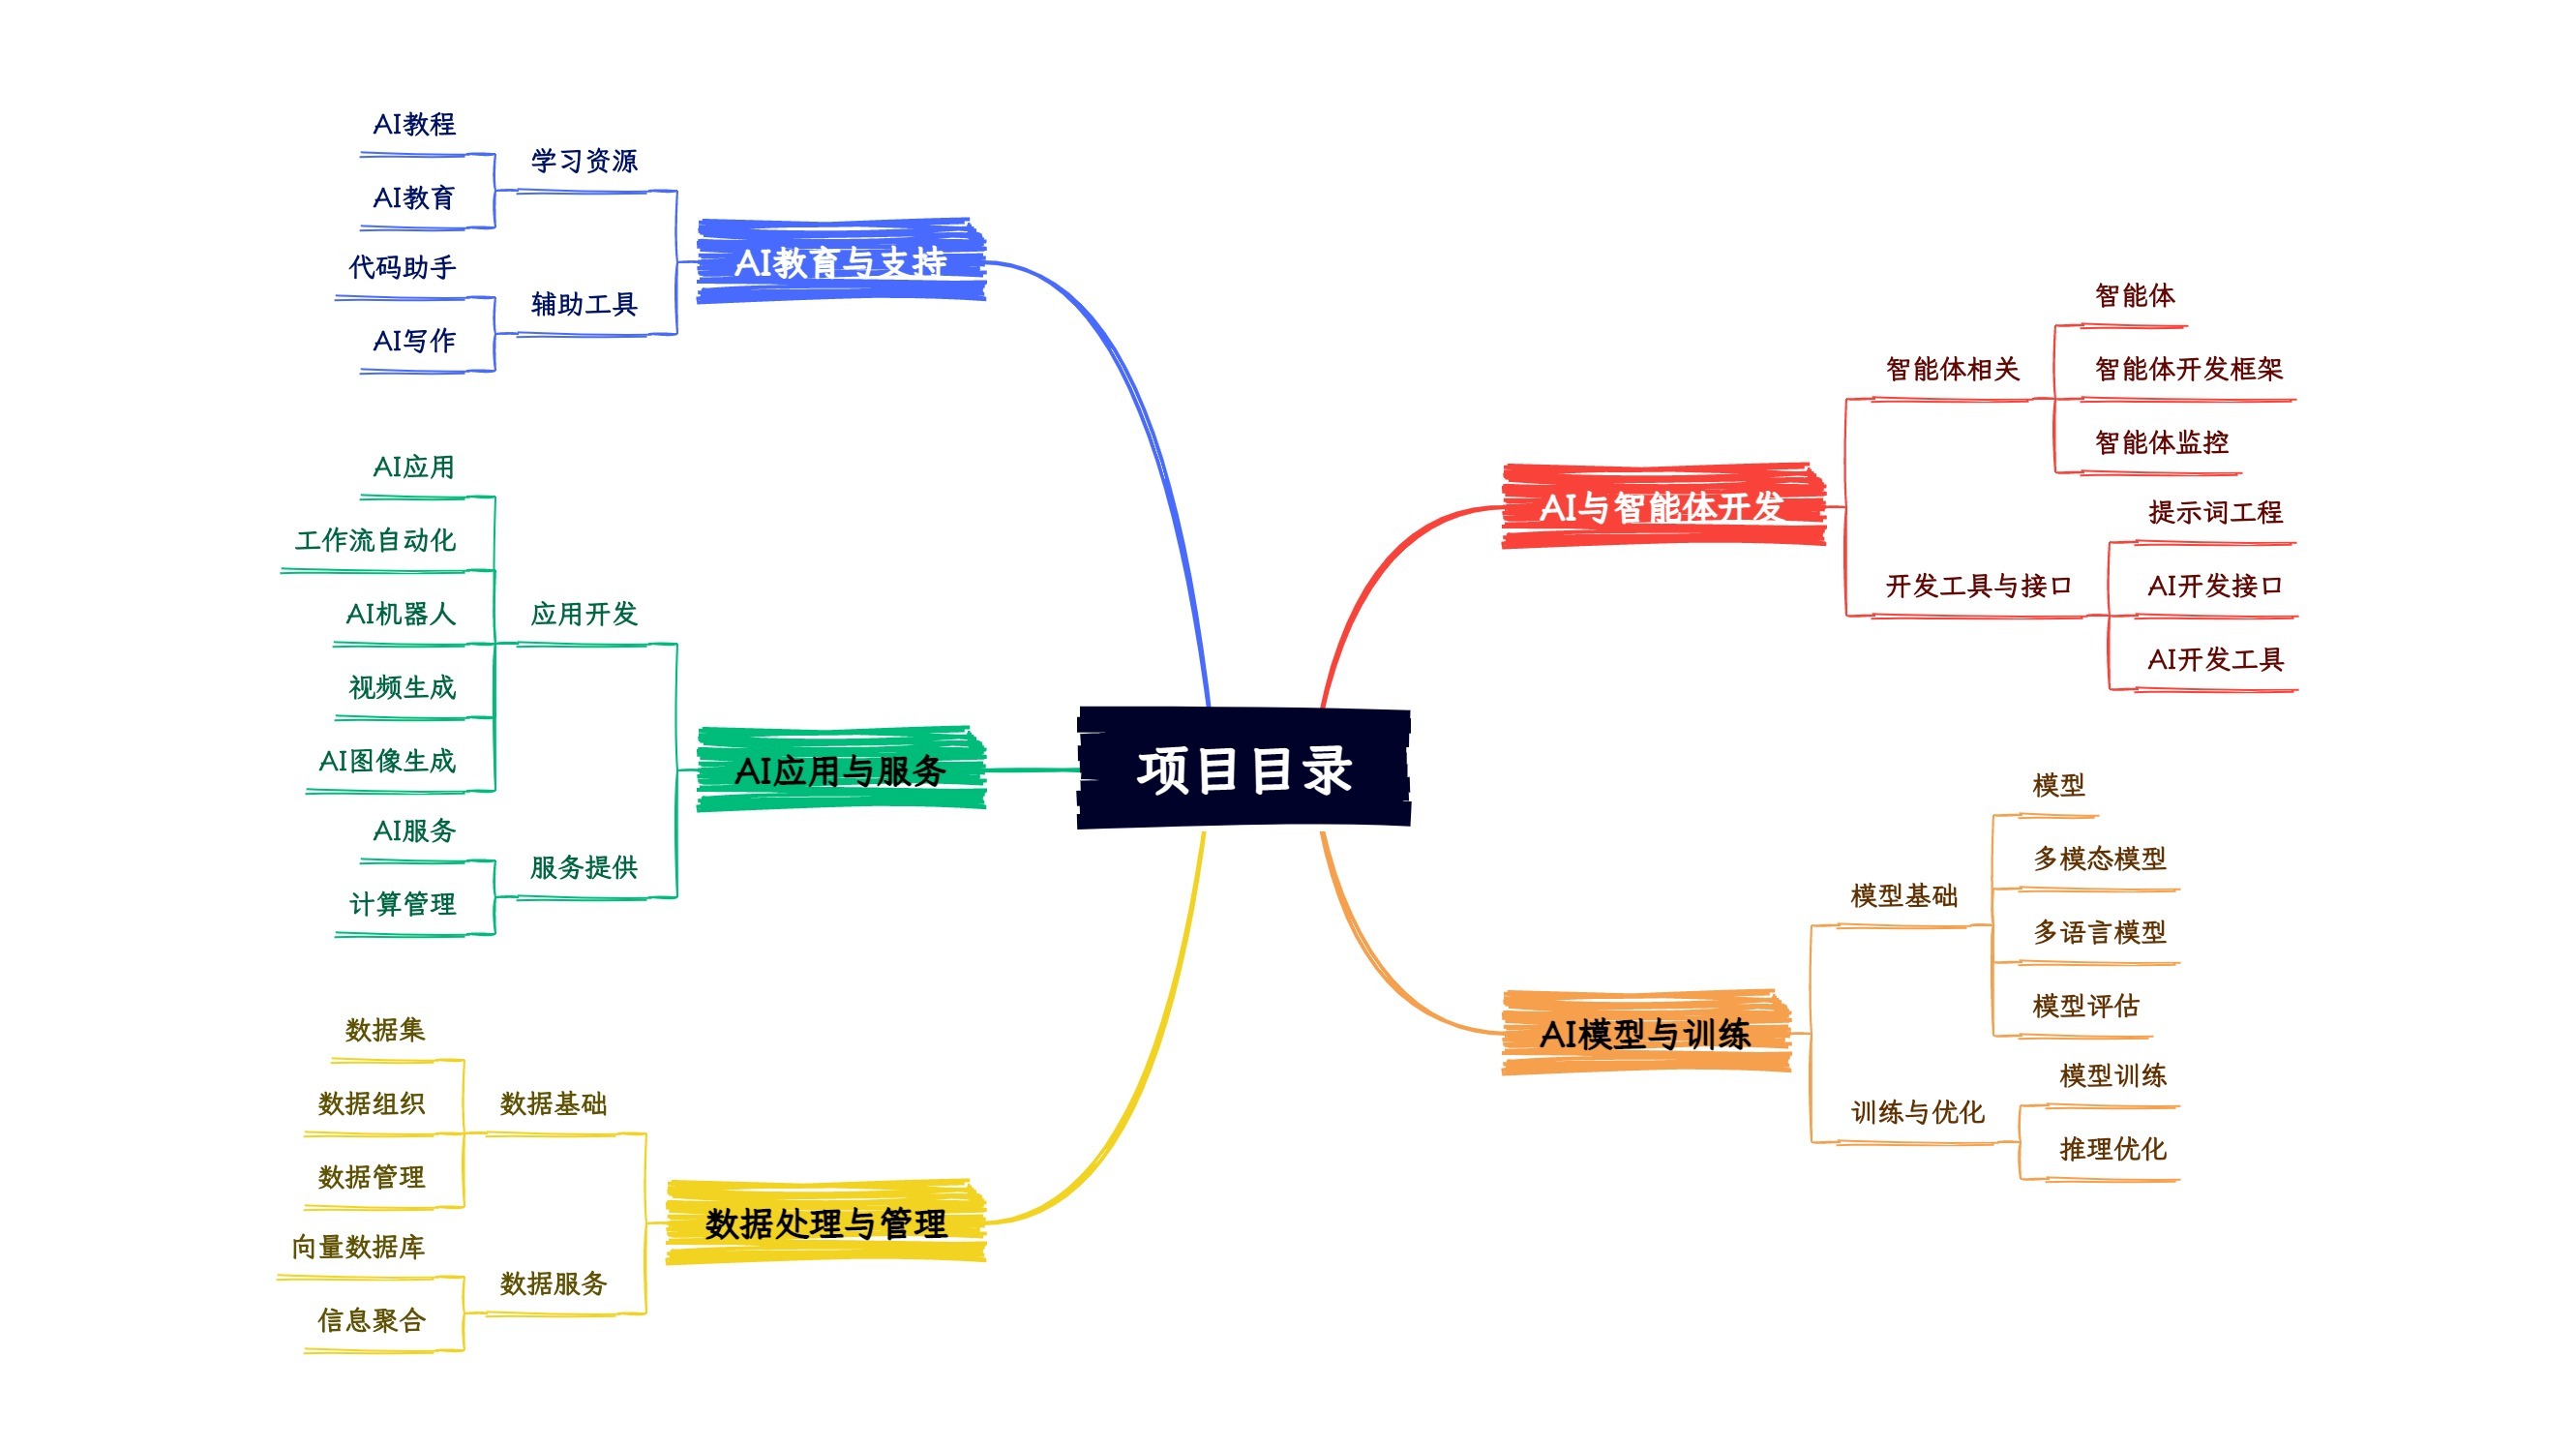 项目目录
AI教育与支持
学习资源
AI教程
AI教育
辅助工具
代码助手
AI写作
AI应用与服务
应用开发
AI应用
工作流自动化
AI机器人
视频生成
AI图像生成
服务提供
AI服务
计算管理
数据处理与管理
数据基础
数据集
数据组织
数据管理
数据服务
向量数据库
信息聚合
AI与智能体开发
智能体相关
智能体
智能体开发框架
智能体监控
开发工具与接口
提示词工程
AI开发接口
AI开发工具
AI模型与训练
模型基础
模型
多模态模型
多语言模型
模型评估
训练与优化
模型训练
推理优化